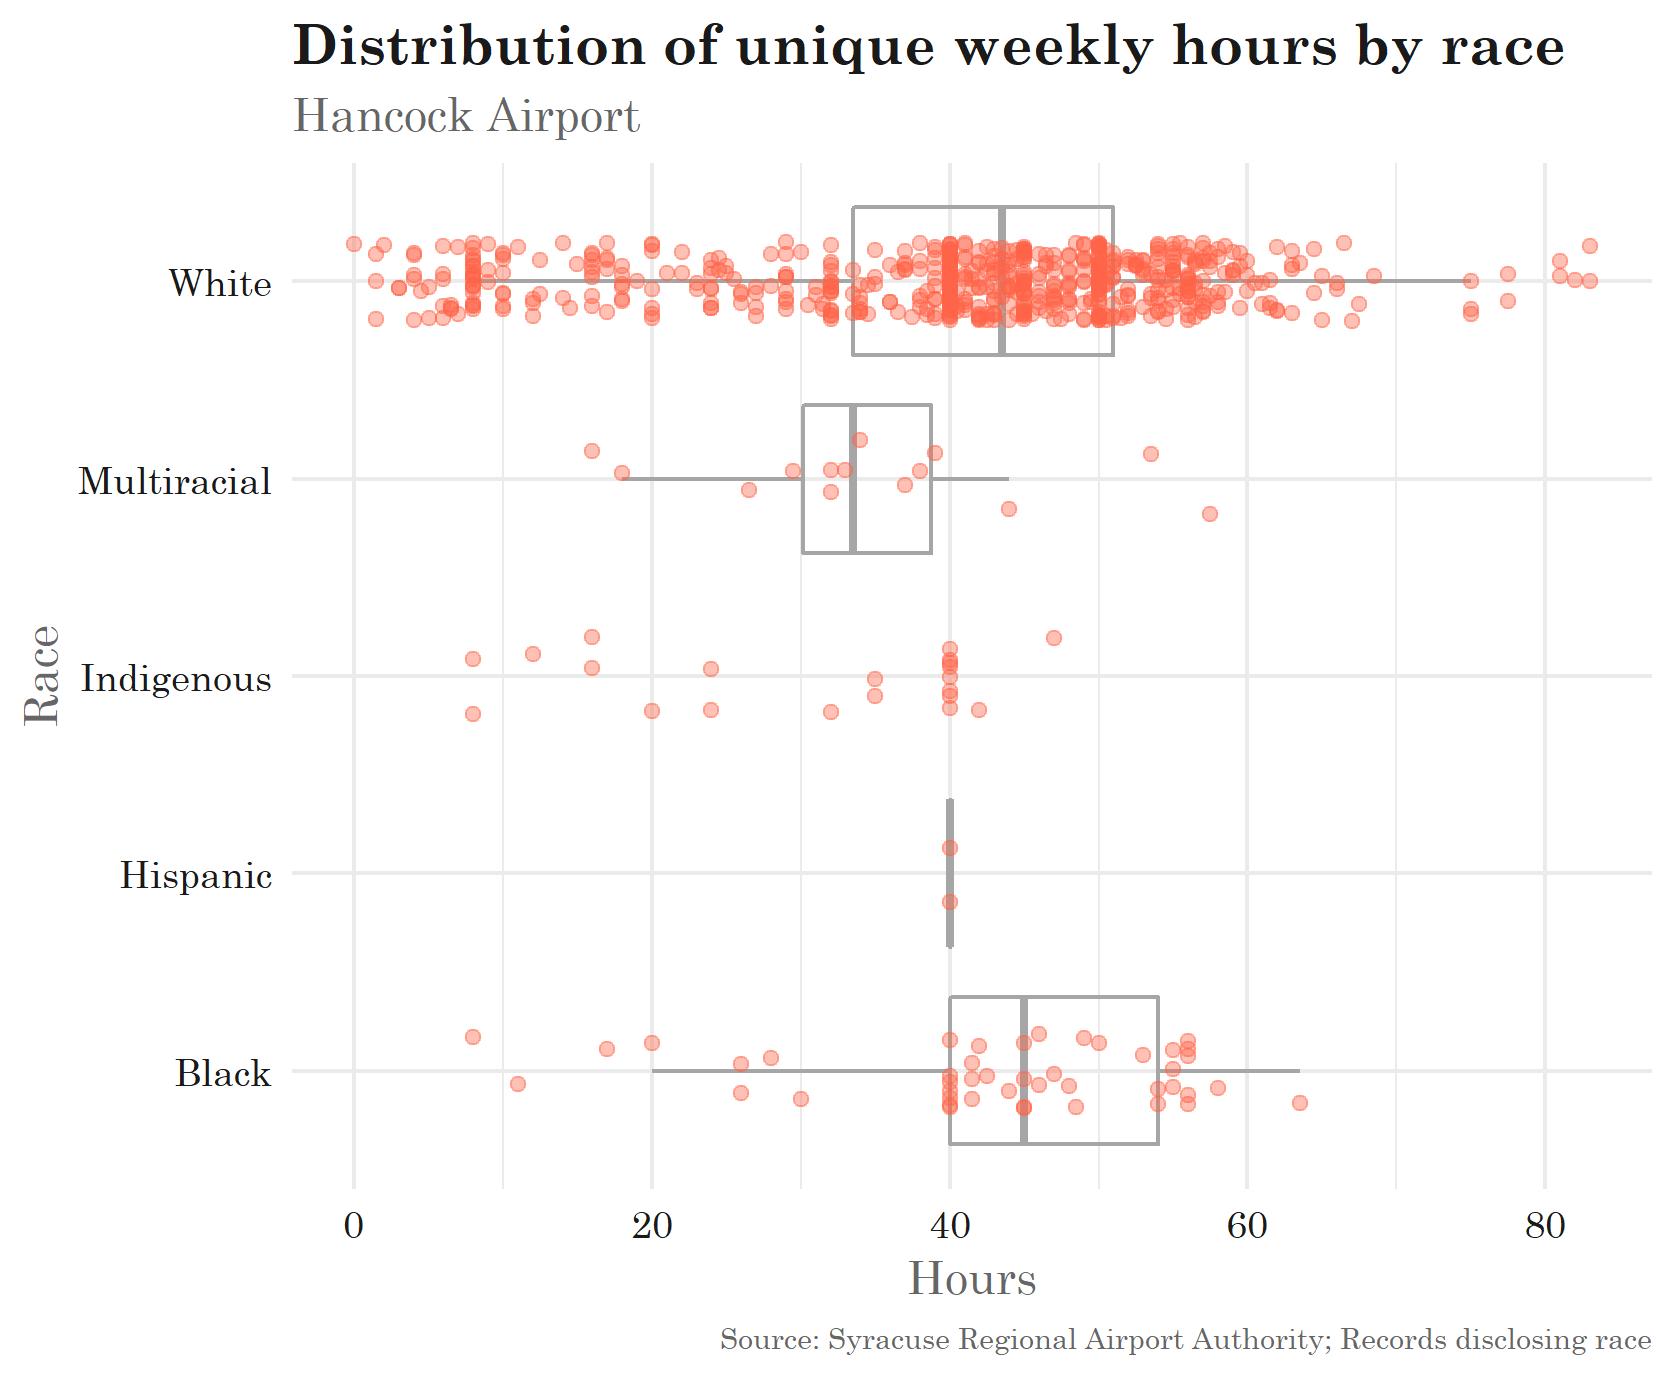 Distribution of unique weekly hours by race
Hancock Airport
Race
White
Multiracial
Indigenous
Hispanic
Black
0 20 40 60 80
Hours
Source: Syracuse Regional Airport Authority; Records disclosing race